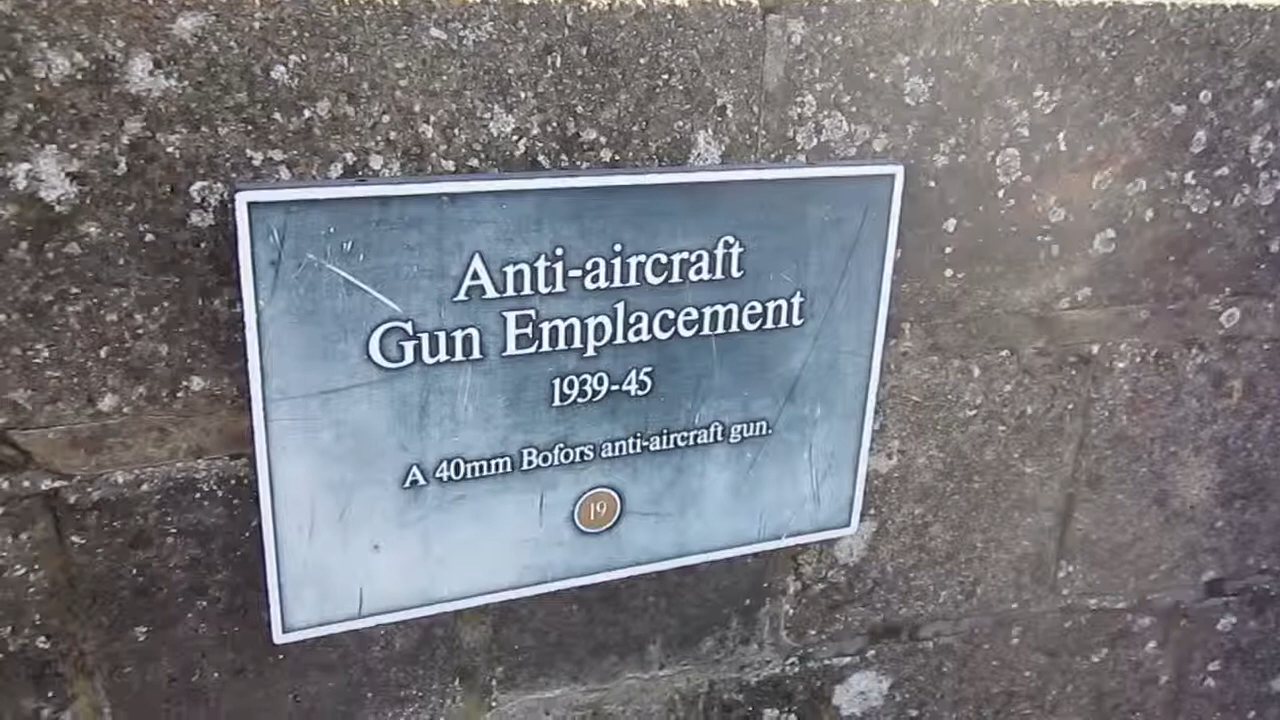 Anti-aircraft
Gun Emplacement
1939-45
A 40mm Bofors anti-aircraft gun.
19